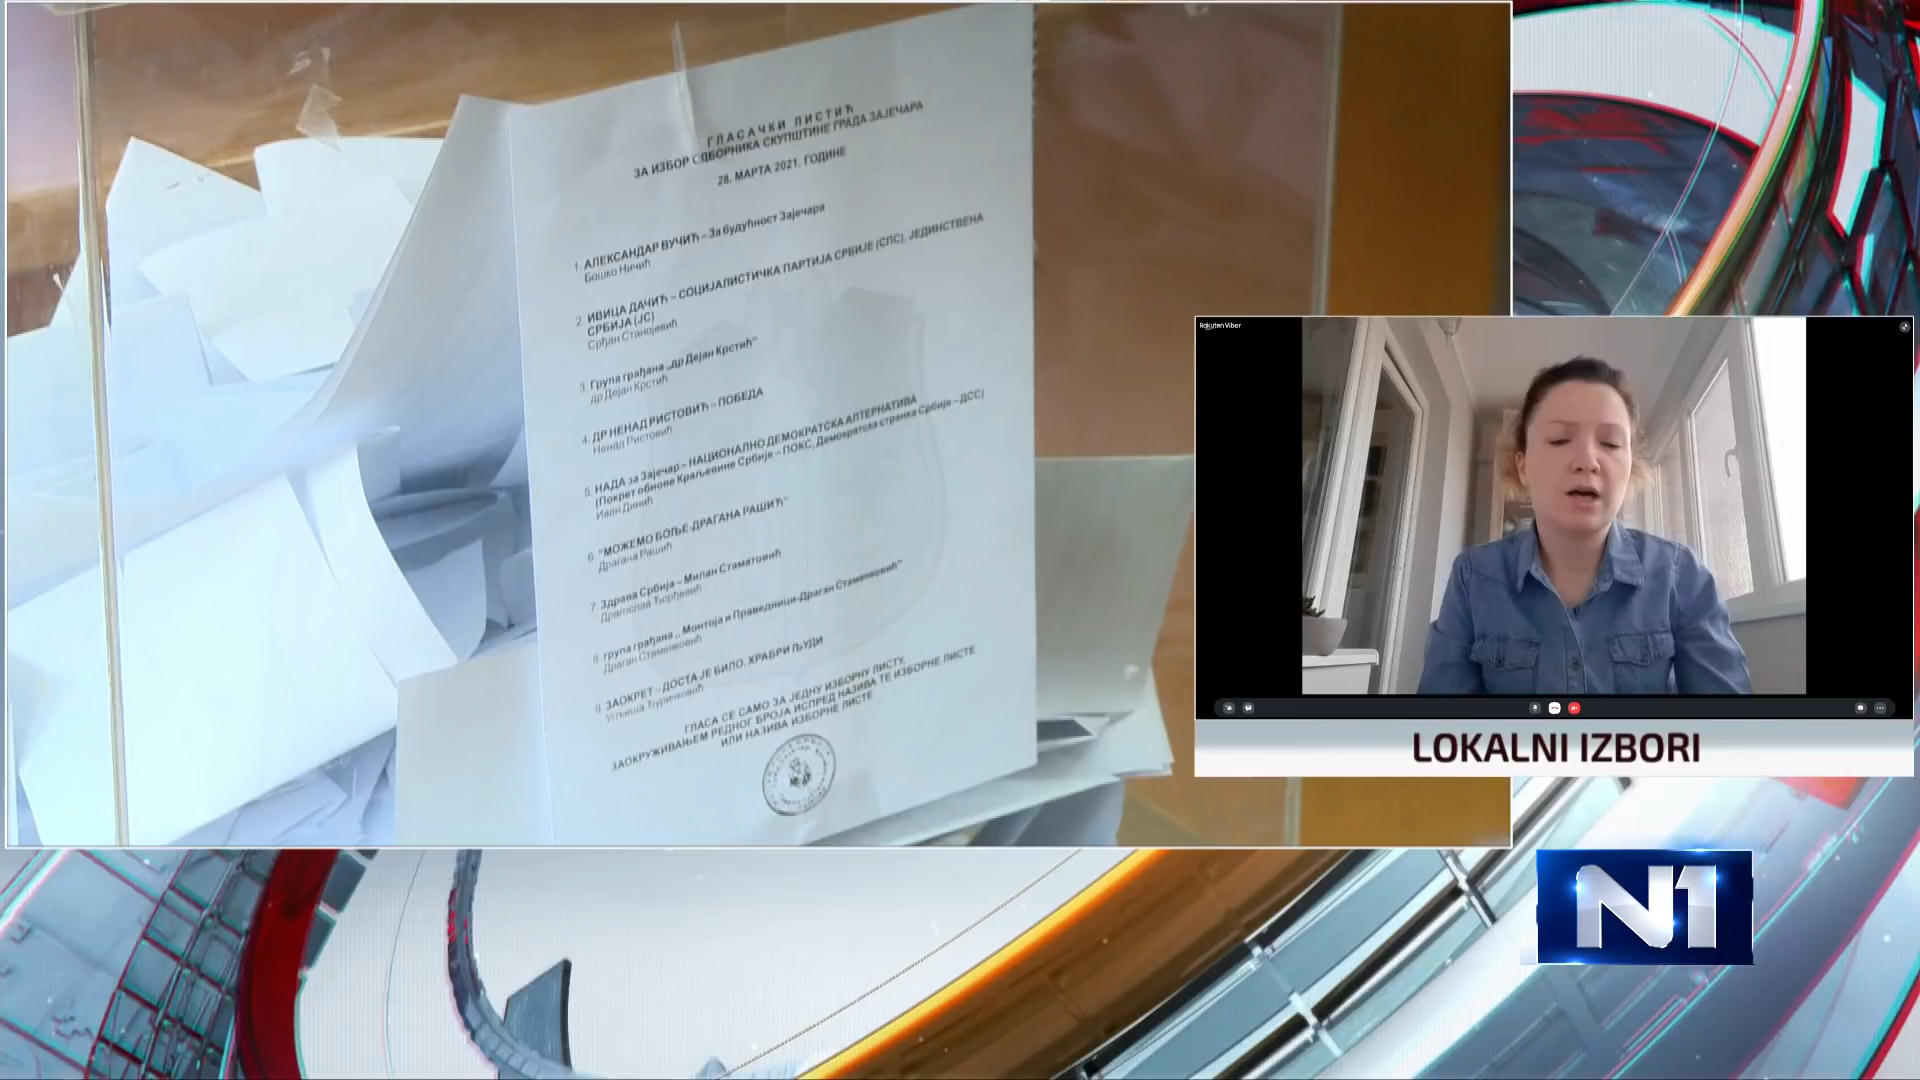 ГЛАСАЧКИ ЛИСТИЋ
ЗА ИЗБОР ОДБОРНИКА СКУПШТИНЕ ГРАДА ЗАЈЕЧАРА
28. МАРТА 2021. ГОДИНЕ
1. АЛЕКСАНДАР ВУЧИЋ – За будућност Зајечара
Бошко Ничић
2. ИВИЦА ДАЧИЋ – СОЦИЈАЛИСТИЧКА ПАРТИЈА СРБИЈЕ (СПС), ЈЕДИНСТВЕНА
СРБИЈА (ЈС)
Срђан Станојевић
3. Група грађана „др Дејан Крстић“
др Дејан Крстић
4. ДР НЕНАД РИСТОВИЋ – ПОБЕДА
Ненад Ристовић
5. НАДА за Зајечар – НАЦИОНАЛНО ДЕМОКРАТСКА АЛТЕРНАТИВА
(Покрет обнове Краљевине Србије – ПОКС, Демократска странка Србије – ДСС)
Иван Динић
6. "МОЖЕМО БОЉЕ-ДРАГАНА РАШИЋ"
Драгана Рашић
7. Здрава Србија – Милан Стаматовић
Драгослав Ђорђевић
8. група грађана ,, Монтоја и Праведници-Драган Стаменковић"
Драган Стаменковић
9. ЗАОКРЕТ – ДОСТА ЈЕ БИЛО, ХРАБРИ ЉУДИ
Угљеша Ђуричковић
ГЛАСА СЕ САМО ЗА ЈЕДНУ ИЗБОРНУ ЛИСТУ,
ЗАОКРУЖИВАЊЕМ РЕДНОГ БРОЈА ИСПРЕД НАЗИВА ТЕ ИЗБОРНЕ ЛИСТЕ
ИЛИ НАЗИВА ИЗБОРНЕ ЛИСТЕ
Rakuten Viber
LOKALNI IZBORI
N1